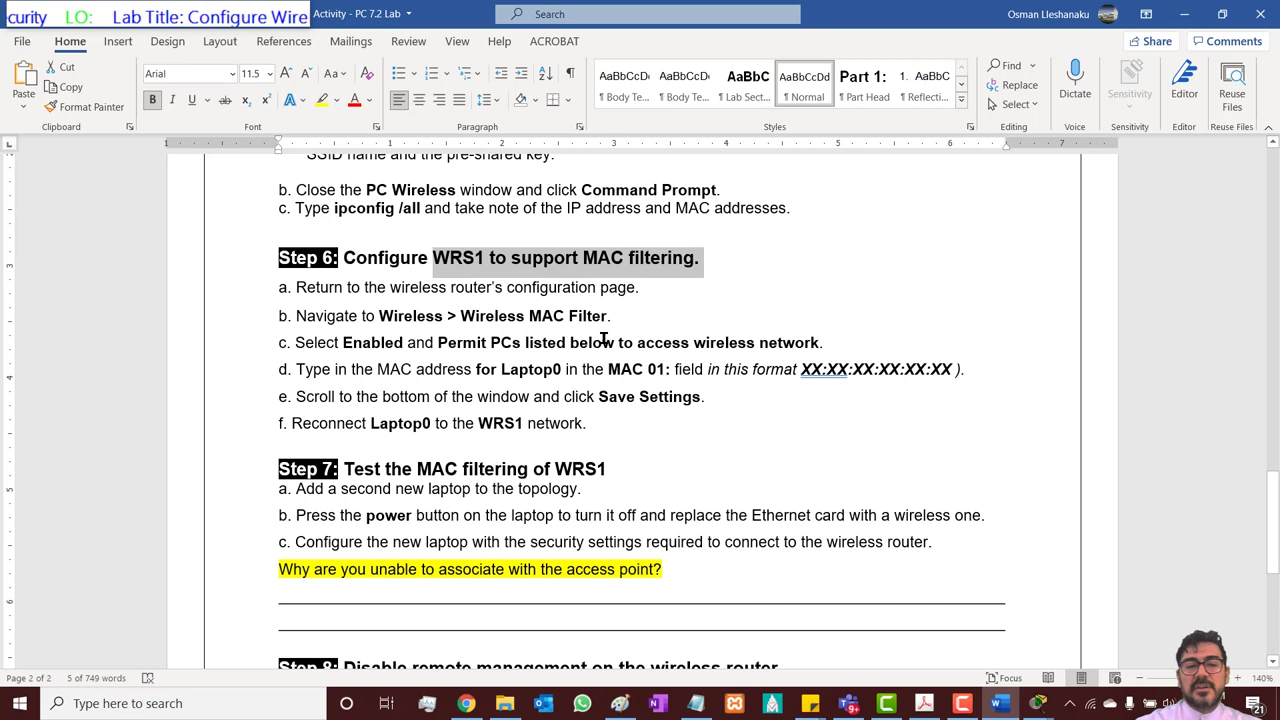 curity LO: Lab Title: Configure Wire
Activity - PC 7.2 Lab
Search
Osman Lleshanaku
File Home Insert Design Layout References Mailings Review View Help ACROBAT
Share Comments
Paste
Cut
Copy
Format Painter
Clipboard
Arial 11.5
Font
Paragraph
AaBbCcDc AaBbCcDc AaBbC AaBbCcDd Part 1: 1. AaBbC
¶ Body Te... ¶ Body Te... ¶ Lab Sect... ¶ Normal ¶ Part Head ¶ Reflecti...
Styles
Find
Replace
Select
Editing
Dictate
Voice
Sensitivity
Sensitivity
Editor
Editor
Reuse Files
Reuse Files
1 1 2 3 4 5 6 7
SSID name and the pre-shared key.
b. Close the PC Wireless window and click Command Prompt.
c. Type ipconfig /all and take note of the IP address and MAC addresses.
Step 6: Configure WRS1 to support MAC filtering.
a. Return to the wireless router's configuration page.
b. Navigate to Wireless > Wireless MAC Filter.
c. Select Enabled and Permit PCs listed below to access wireless network.
d. Type in the MAC address for Laptop0 in the MAC 01: field in this format XX:XX:XX:XX:XX:XX ).
e. Scroll to the bottom of the window and click Save Settings.
f. Reconnect Laptop0 to the WRS1 network.
Step 7: Test the MAC filtering of WRS1
a. Add a second new laptop to the topology.
b. Press the power button on the laptop to turn it off and replace the Ethernet card with a wireless one.
c. Configure the new laptop with the security settings required to connect to the wireless router.
Why are you unable to associate with the access point?
Step 8: Disable remote management on the wireless router
Page 2 of 2 5 of 749 words
Focus
140%
Type here to search